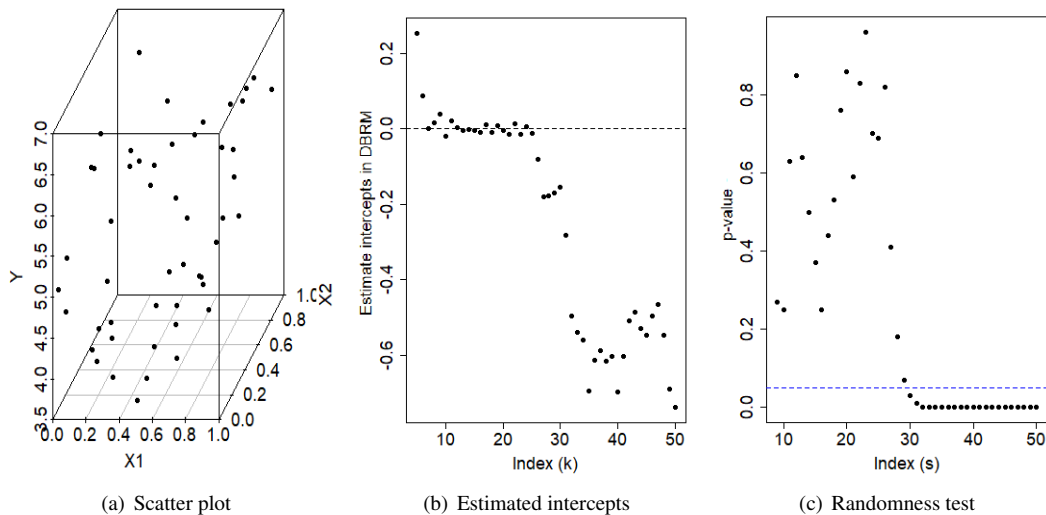 Y
3.5 4.0 4.5 5.0 5.5 6.0 6.5 7.0
0.0 0.2 0.4 0.6 0.8 1.0
X1
0.0
0.2
0.4
0.6
0.8
1.0
X2
(a) Scatter plot
Estimate intercepts in DBRM
0.2
0.0
-0.2
-0.4
-0.6
10 20 30 40 50
Index (k)
(b) Estimated intercepts
p-value
0.8
0.6
0.4
0.2
0.0
10 20 30 40 50
Index (s)
(c) Randomness test